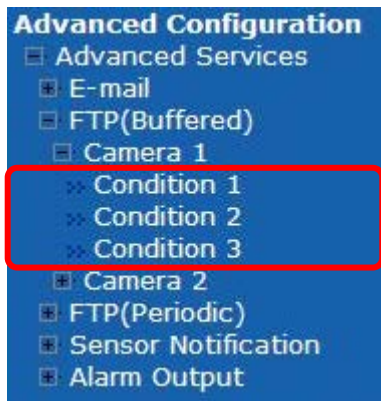 Advanced Configuration
Advanced Services
E-mail
FTP(Buffered)
Camera 1
Condition 1
Condition 2
Condition 3
Camera 2
FTP(Periodic)
Sensor Notification
Alarm Output